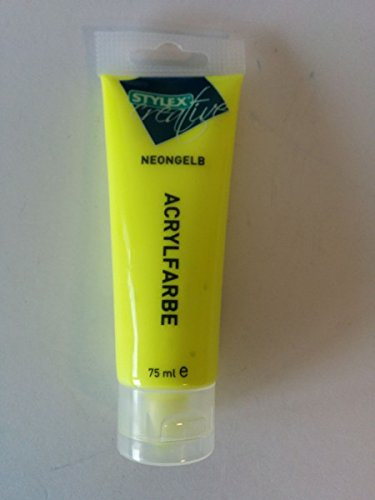 STYLEX
creative
NEONGELB
ACRYLFARBE
75 ml ℮